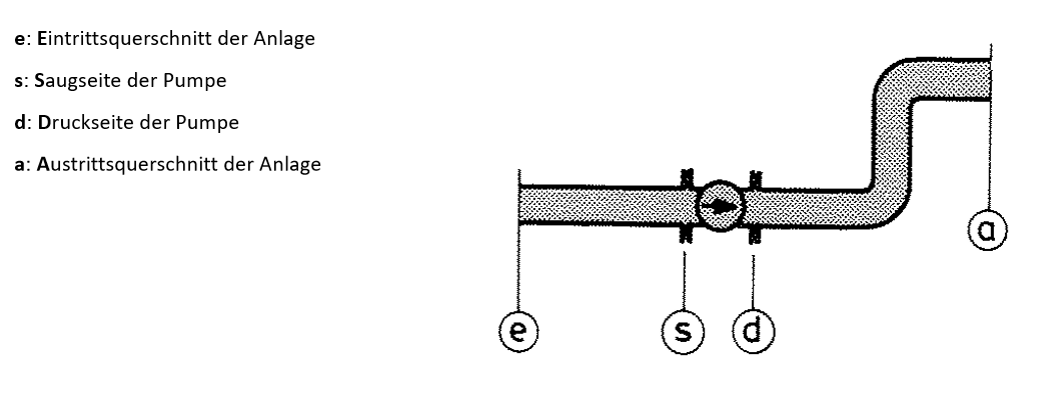 e: Eintrittsquerschnitt der Anlage
s: Saugseite der Pumpe
d: Druckseite der Pumpe
a: Austrittsquerschnitt der Anlage
a
e s d